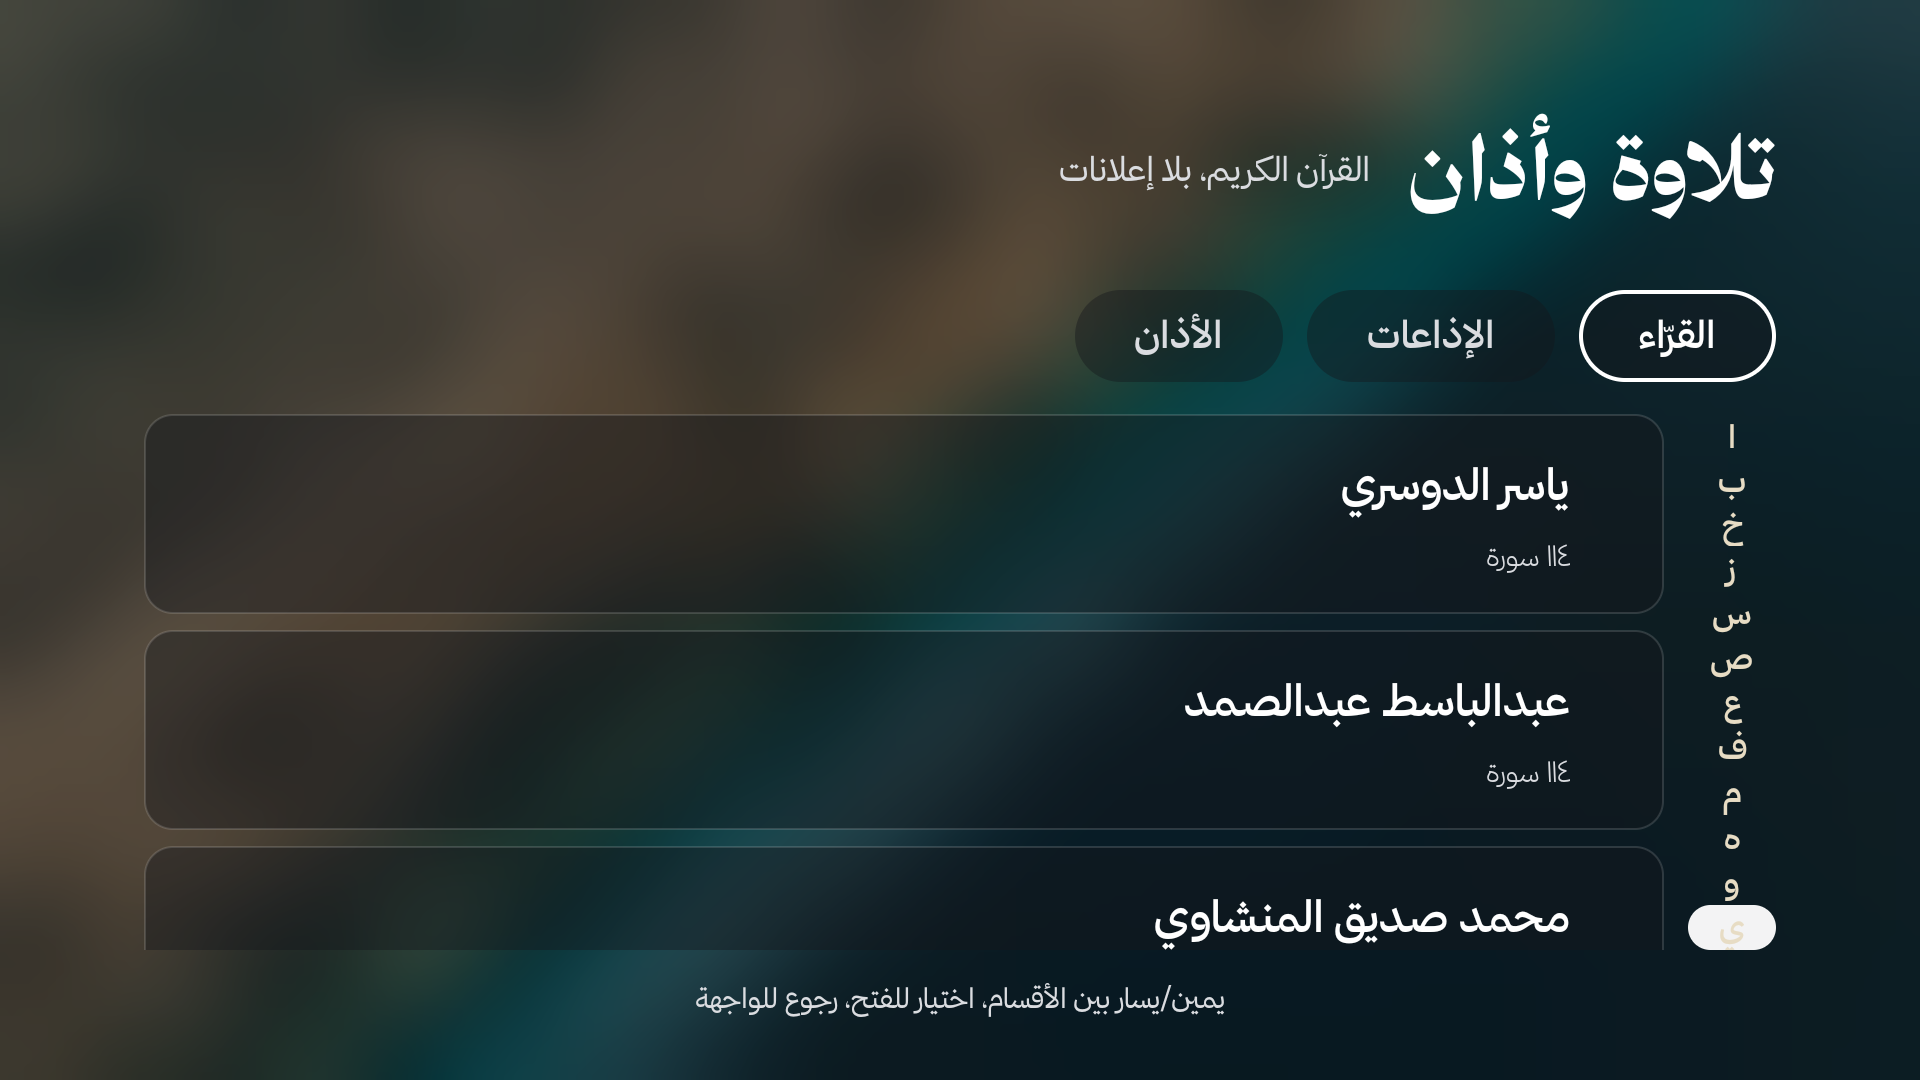 تلاوة وأذان
القرآن الكريم، بلا إعلانات
القرّاء
الإذاعات
الأذان
ا
ب
خ
ز
س
ص
ع
ف
م
ه
و
ي
ياسر الدوسري
١١٤ سورة
عبدالباسط عبدالصمد
١١٤ سورة
محمد صديق المنشاوي
يمين/يسار بين الأقسام، اختيار للفتح، رجوع للواجهة